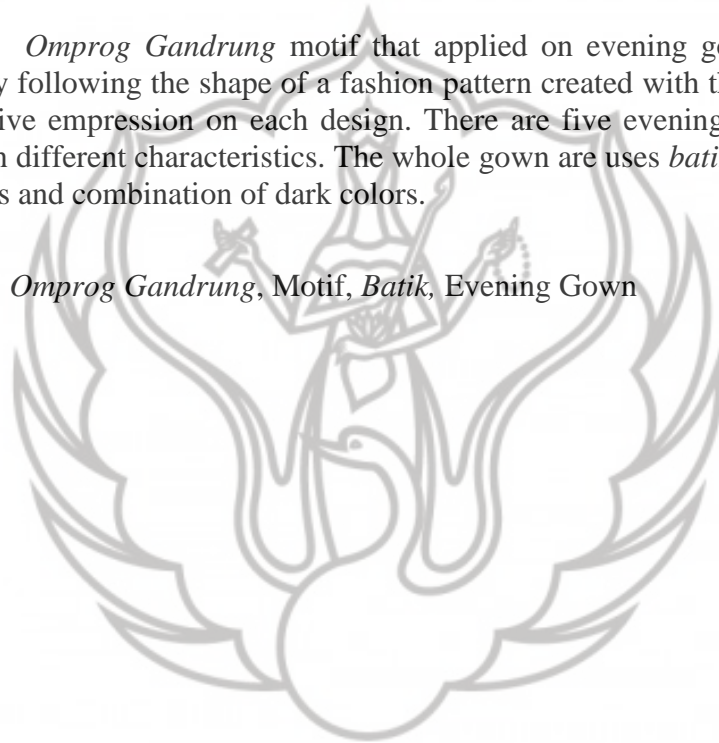 Omprog Gandrung motif that applied on evening go
y following the shape of a fashion pattern created with th
ive empression on each design. There are five evening
n different characteristics. The whole gown are uses batik
s and combination of dark colors.
Omprog Gandrung, Motif, Batik, Evening Gown